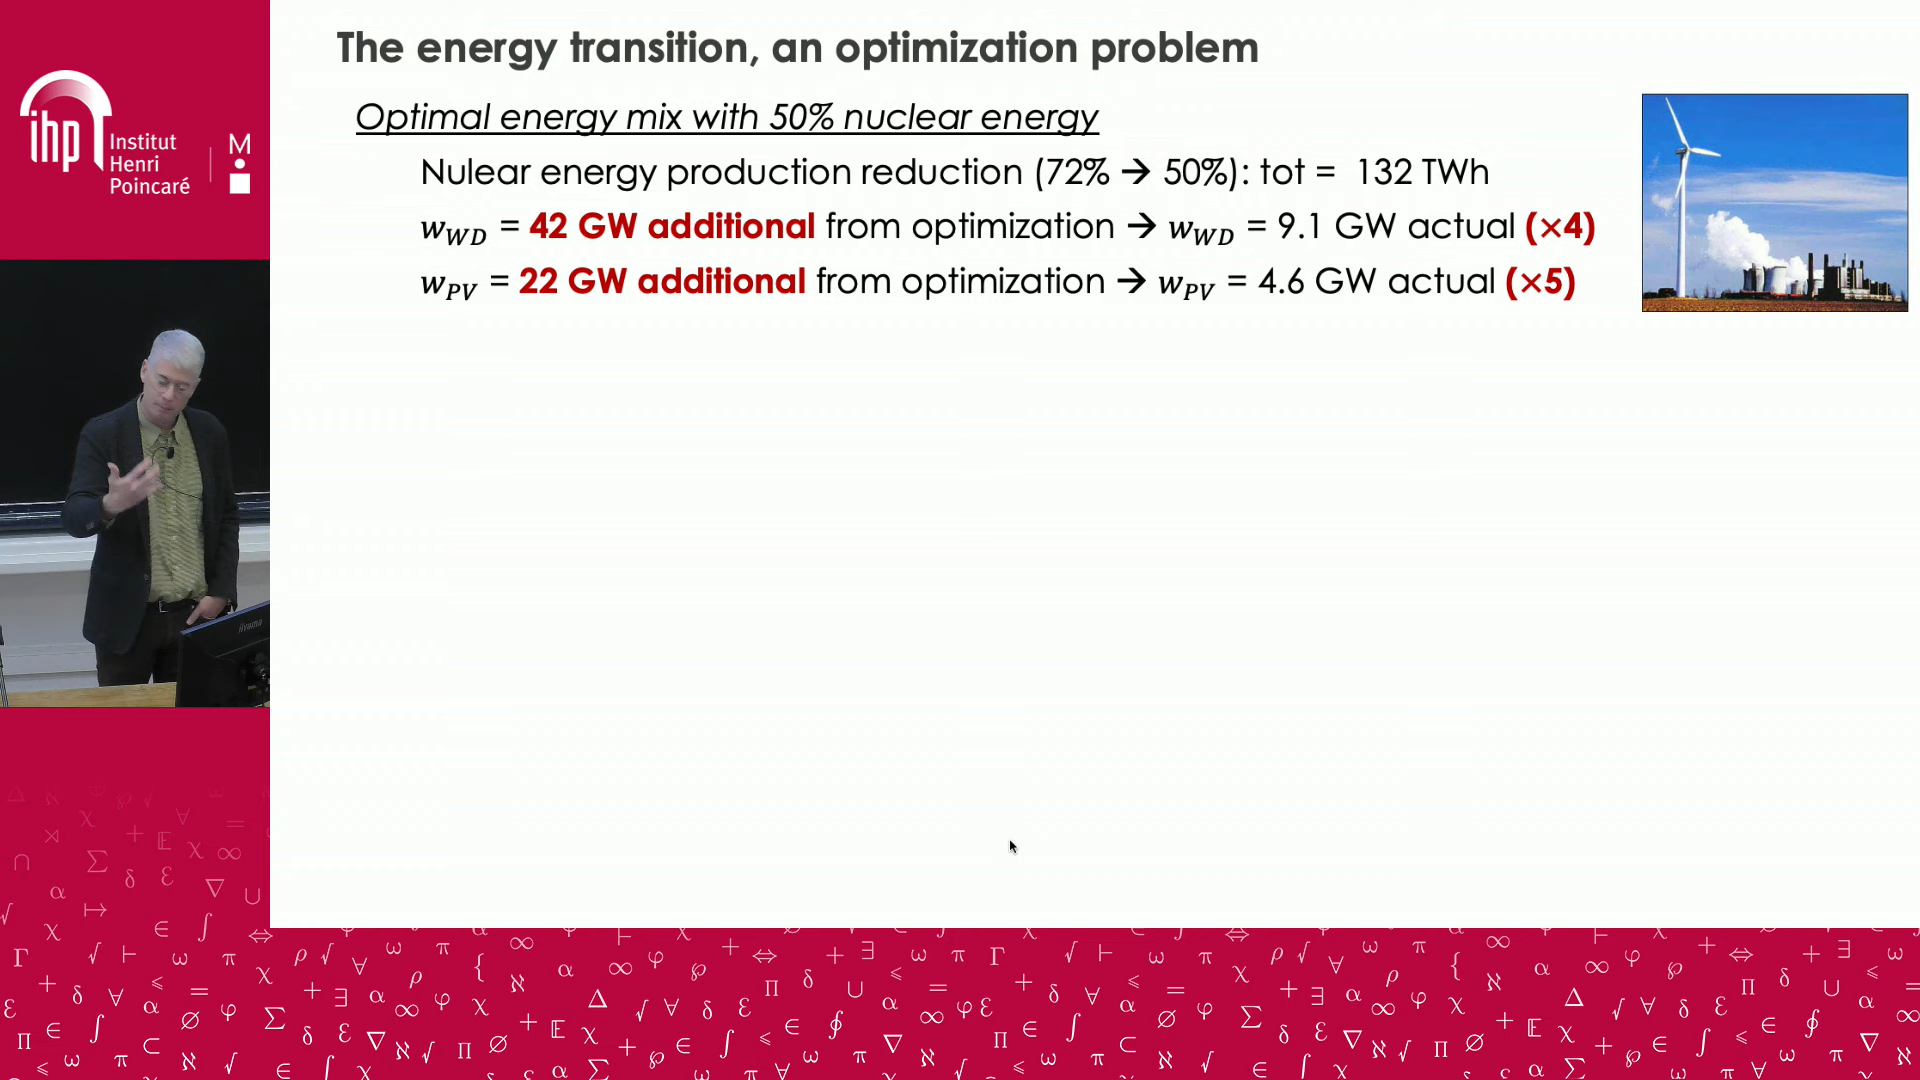 The energy transition, an optimization problem
Optimal energy mix with 50% nuclear energy
Nulear energy production reduction (72% → 50%): tot = 132 TWh
w_WD = 42 GW additional from optimization → w_WD = 9.1 GW actual (×4)
w_PV = 22 GW additional from optimization → w_PV = 4.6 GW actual (×5)
ihp
Institut
Henri
Poincaré
M
iiyama